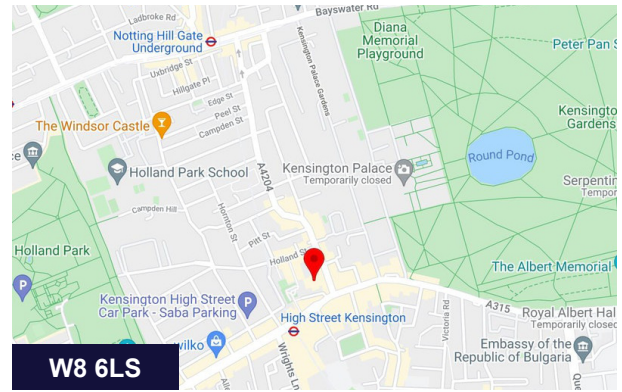 Ladbroke Rd
Bayswater Rd
Notting Hill Gate
Underground
Diana
Memorial
Playground
Peter Pan S
Uxbridge St
Hillgate Pl
Kensington Palace Gardens
Edge St
Peel St
Campden St
The Windsor Castle
Kensington
Gardens
A4204
Round Pond
Holland Park School
Kensington Palace
Temporarily closed
Serpentin
Tempor
Campden Hill
Hornton St
Pitt St
Holland St
Holland Park
The Albert Memorial
Kensington High Street
Car Park - Saba Parking
A315
Royal Albert Hal
Temporarily closed
High Street Kensington
Victoria Rd
wilko
Wrights Ln
Embassy of the
Republic of Bulgaria
W8 6LS